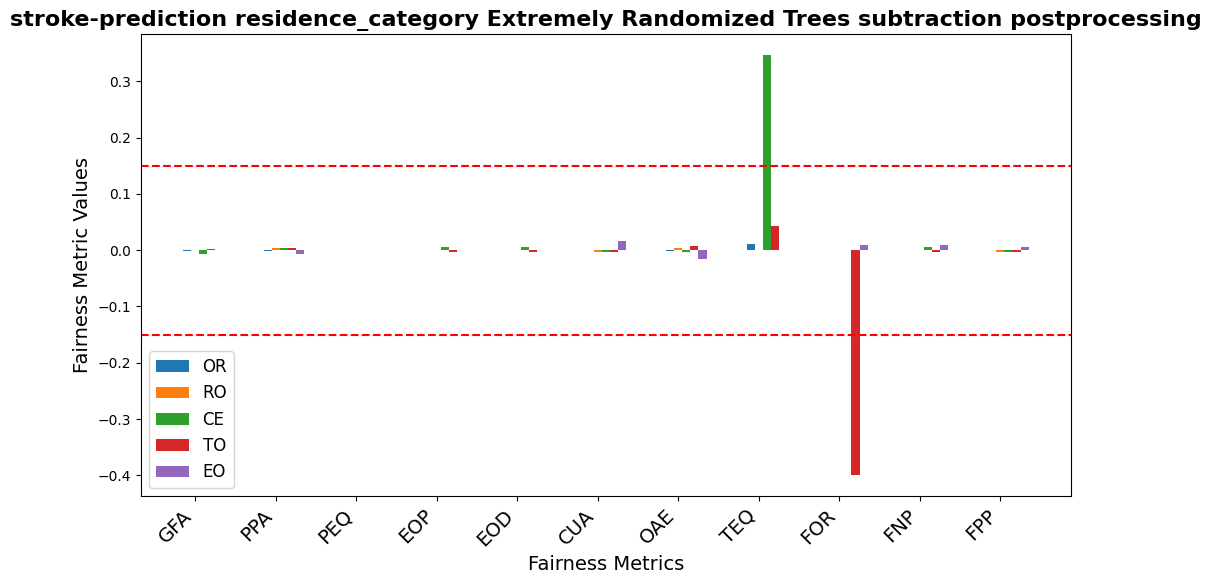 stroke-prediction residence_category Extremely Randomized Trees subtraction postprocessing
Fairness Metric Values
0.3
0.2
0.1
0.0
−0.1
−0.2
−0.3
−0.4
OR
RO
CE
TO
EO
GFA
PPA
PEQ
EOP
EOD
CUA
OAE
TEQ
FOR
FNP
FPP
Fairness Metrics